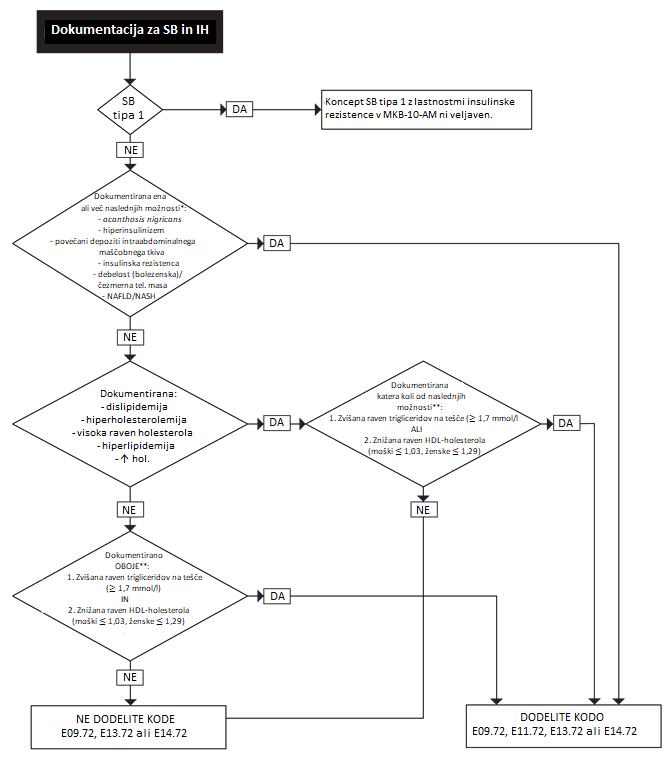 Dokumentacija za SB in IH
SB
tipa 1
DA
Koncept SB tipa 1 z lastnostmi insulinske
rezistence v MKB-10-AM ni veljaven.
NE
Dokumentirana ena
ali več naslednjih možnosti*:
- acanthosis nigricans
- hiperinsulinizem
- povečani depoziti intraabdominalnega
maščobnega tkiva
- insulinska rezistenca
- debelost (bolezenska)/
čezmerna tel. masa
- NAFLD/NASH
DA
NE
Dokumentirana:
- dislipidemija
- hiperholesterolemija
- visoka raven holesterola
- hiperlipidemija
- ↑ hol.
DA
Dokumentirana
katera koli od naslednjih
možnosti**:
1. Zvišana raven trigliceridov na tešče (≥ 1,7 mmol/l
ALI
2. Znižana raven HDL-holesterola
(moški ≤ 1,03, ženske ≤ 1,29)
DA
NE
NE
Dokumentirano
OBOJE**:
1. Zvišana raven trigliceridov na tešče
(≥ 1,7 mmol/l)
IN
2. Znižana raven HDL-holesterola
(moški ≤ 1,03, ženske ≤ 1,29)
DA
NE
NE DODELITE KODE
E09.72, E13.72 ali E14.72
DODELITE KODO
E09.72, E11.72, E13.72 ali E14.72